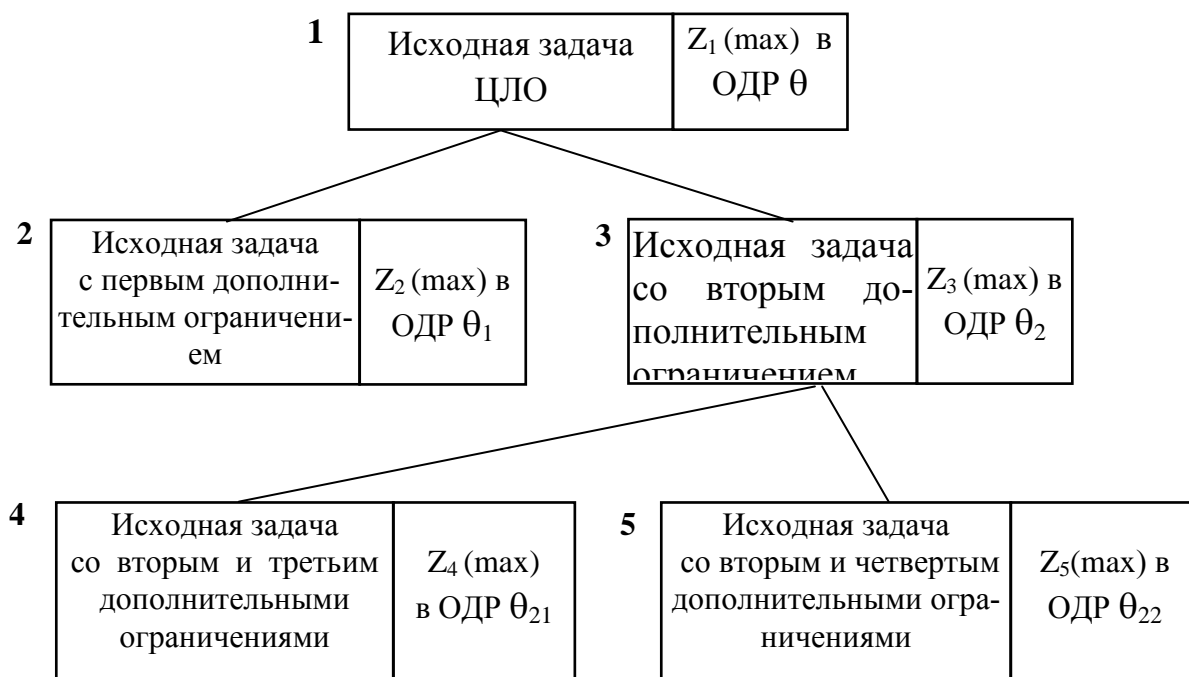 1
Исходная задача
ЦЛО
Z1 (max) в
ОДР θ
2
Исходная задача
с первым дополни-
тельным ограничени-
ем
Z2 (max) в
ОДР θ1
3
Исходная задача
со вторым до-
полнительным
ограничением
Z3 (max) в
ОДР θ2
4
Исходная задача
со вторым и третьим
дополнительными
ограничениями
Z4 (max)
в ОДР θ21
5
Исходная задача
со вторым и четвертым
дополнительными огра-
ничениями
Z5(max) в
ОДР θ22